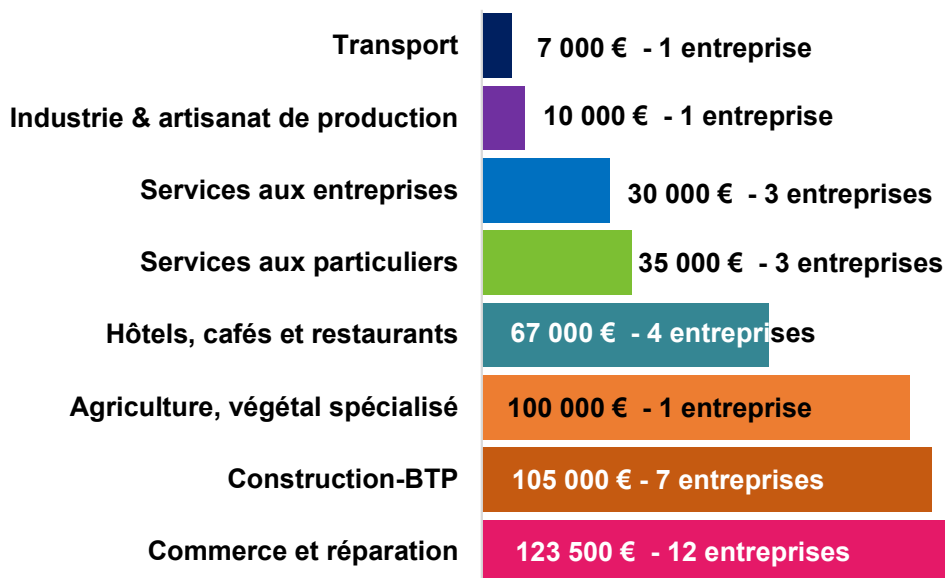 Transport 7 000 € - 1 entreprise
Industrie & artisanat de production 10 000 € - 1 entreprise
Services aux entreprises 30 000 € - 3 entreprises
Services aux particuliers 35 000 € - 3 entreprises
Hôtels, cafés et restaurants 67 000 € - 4 entreprises
Agriculture, végétal spécialisé 100 000 € - 1 entreprise
Construction-BTP 105 000 € - 7 entreprises
Commerce et réparation 123 500 € - 12 entreprises